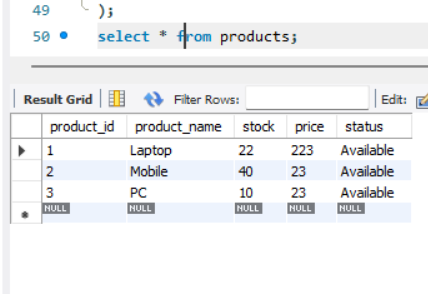 49 );
50 select * from products;
Result Grid Filter Rows: Edit:
product_id product_name stock price status
1 Laptop 22 223 Available
2 Mobile 40 23 Available
3 PC 10 23 Available
NULL NULL NULL NULL NULL